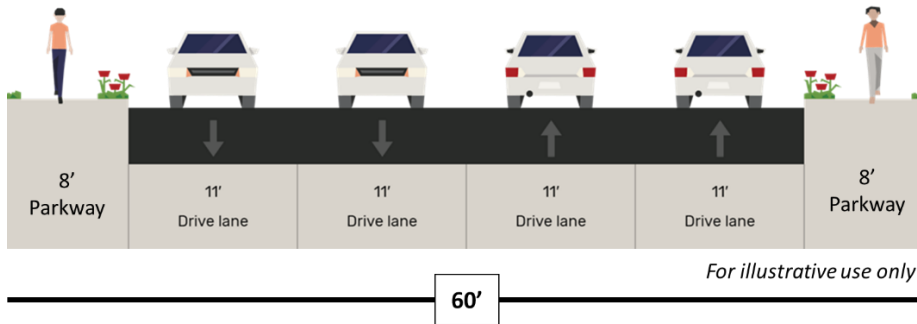 8’
Parkway
11’
Drive lane
11’
Drive lane
11’
Drive lane
11’
Drive lane
8’
Parkway
For illustrative use only
60’